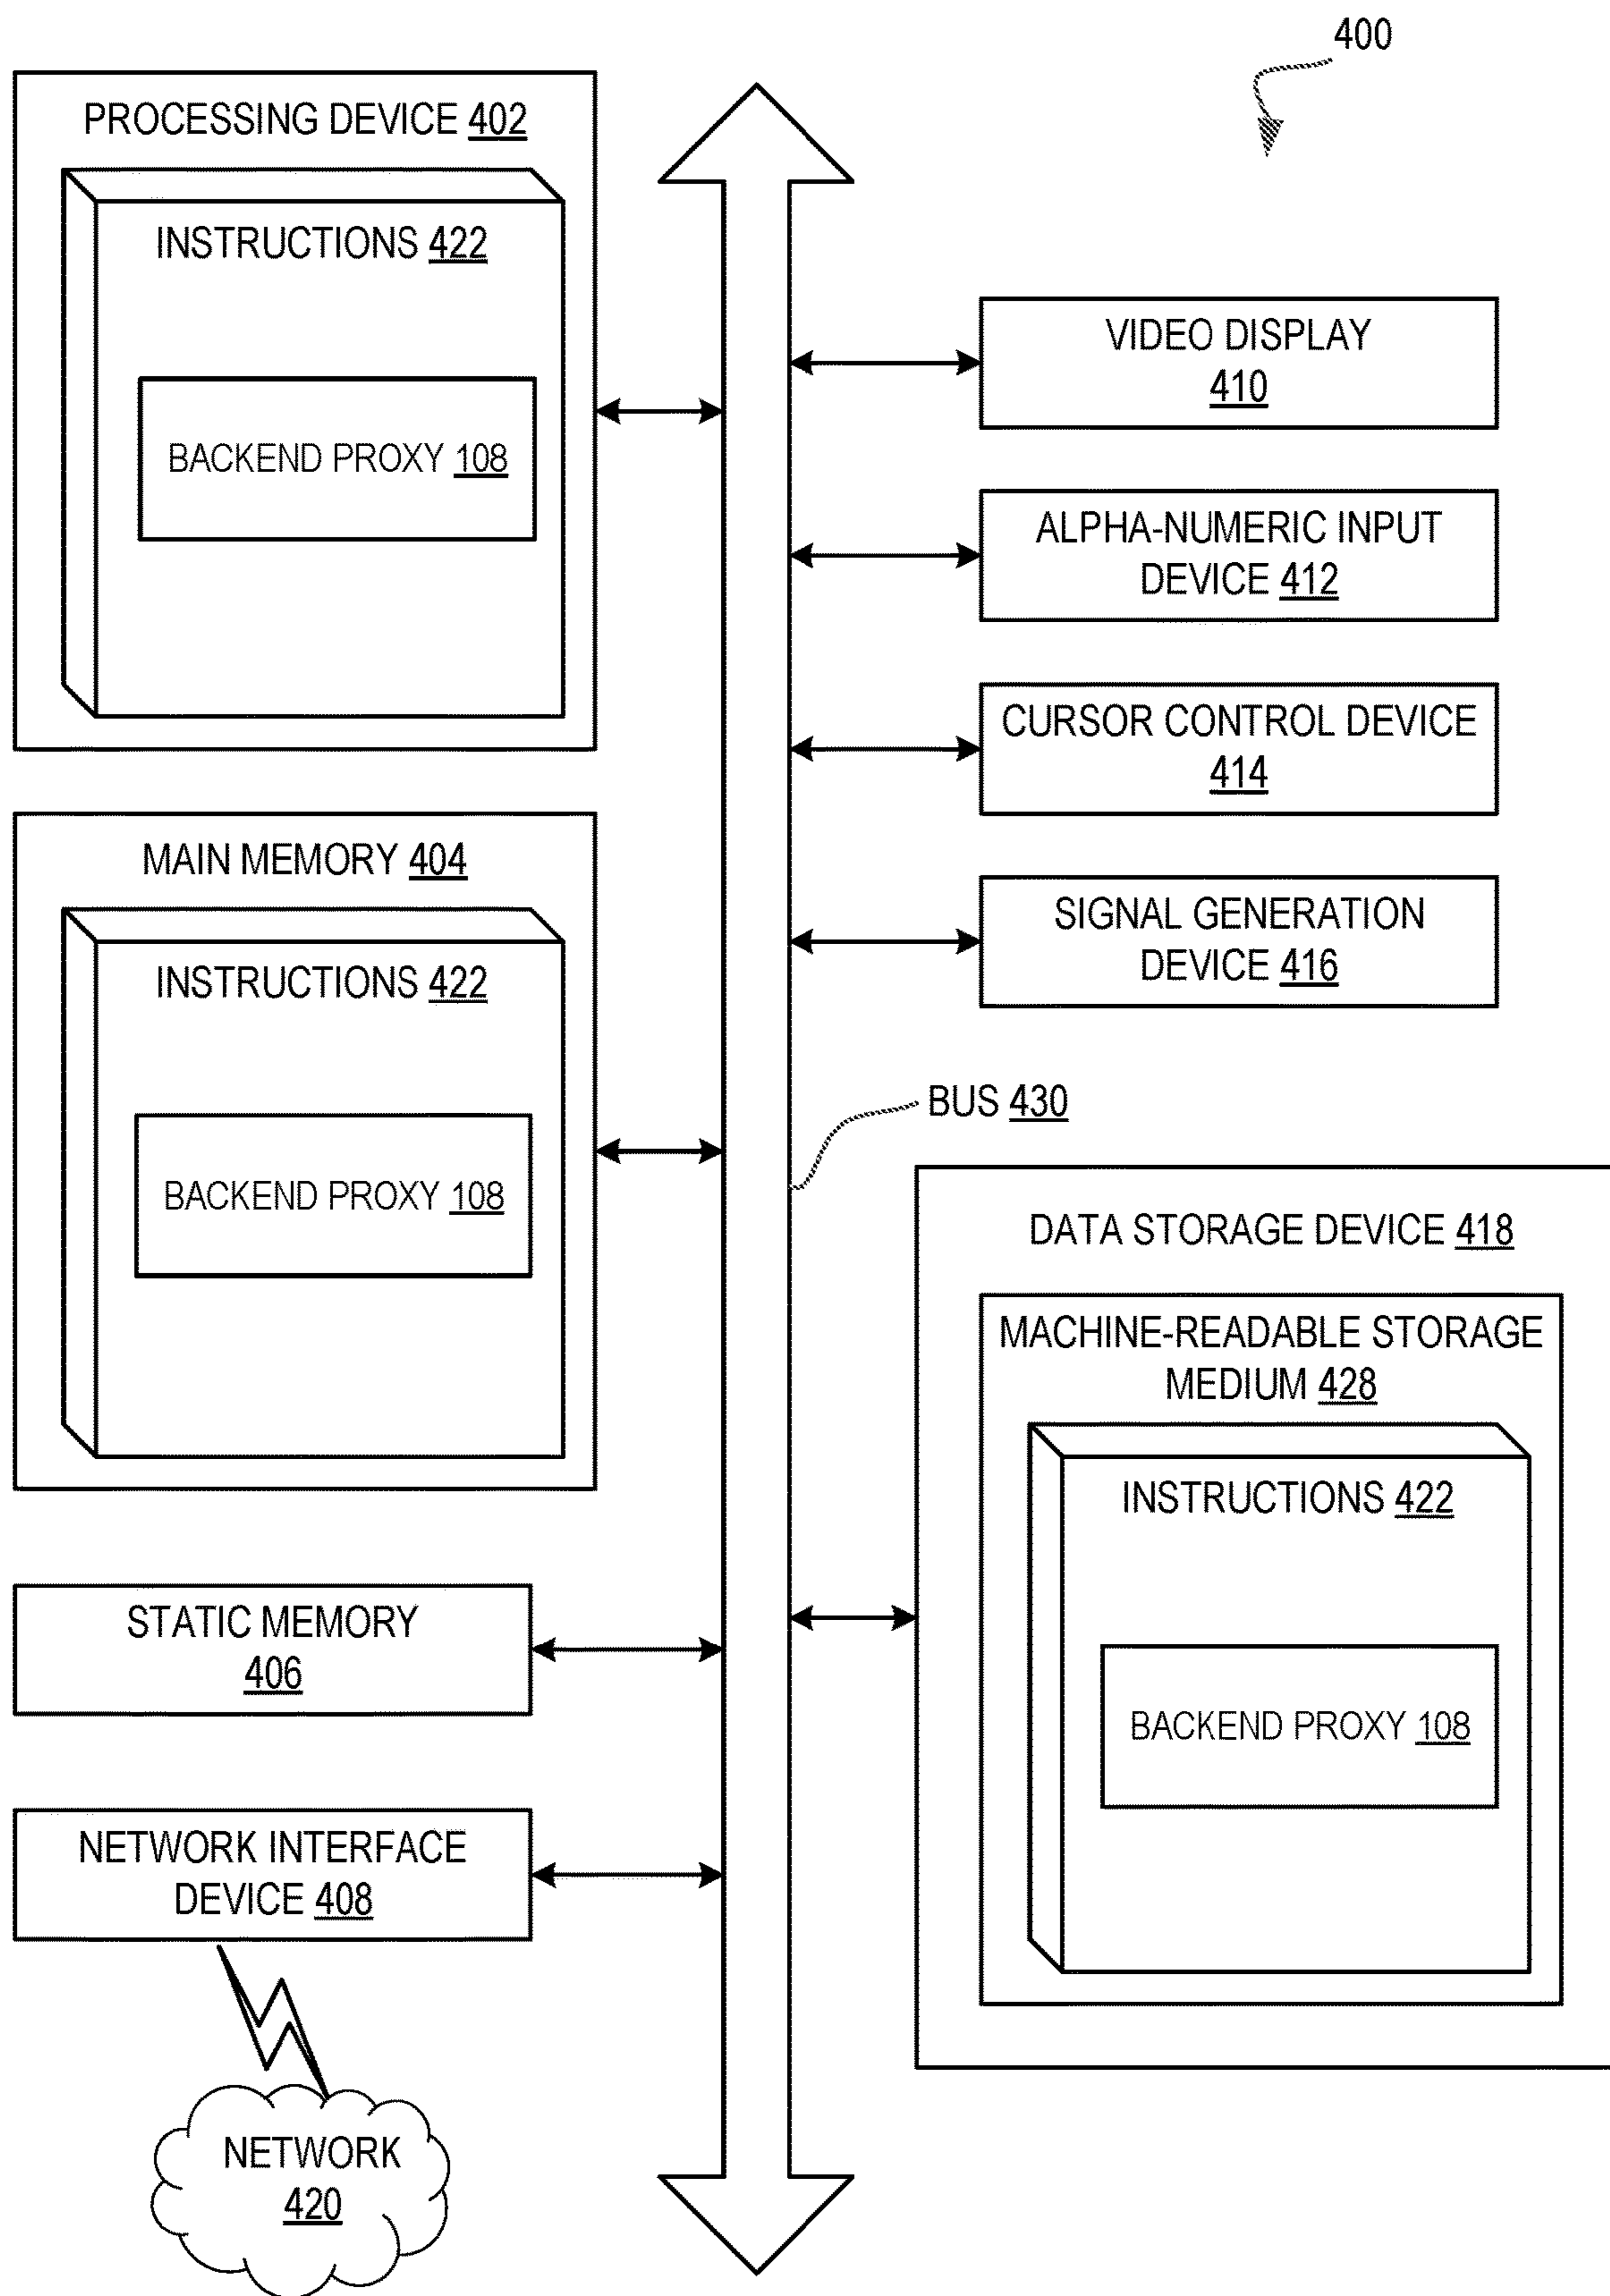 400
PROCESSING DEVICE 402
INSTRUCTIONS 422
BACKEND PROXY 108
MAIN MEMORY 404
INSTRUCTIONS 422
BACKEND PROXY 108
STATIC MEMORY
406
NETWORK INTERFACE
DEVICE 408
NETWORK
420
VIDEO DISPLAY
410
ALPHA-NUMERIC INPUT
DEVICE 412
CURSOR CONTROL DEVICE
414
SIGNAL GENERATION
DEVICE 416
BUS 430
DATA STORAGE DEVICE 418
MACHINE-READABLE STORAGE
MEDIUM 428
INSTRUCTIONS 422
BACKEND PROXY 108